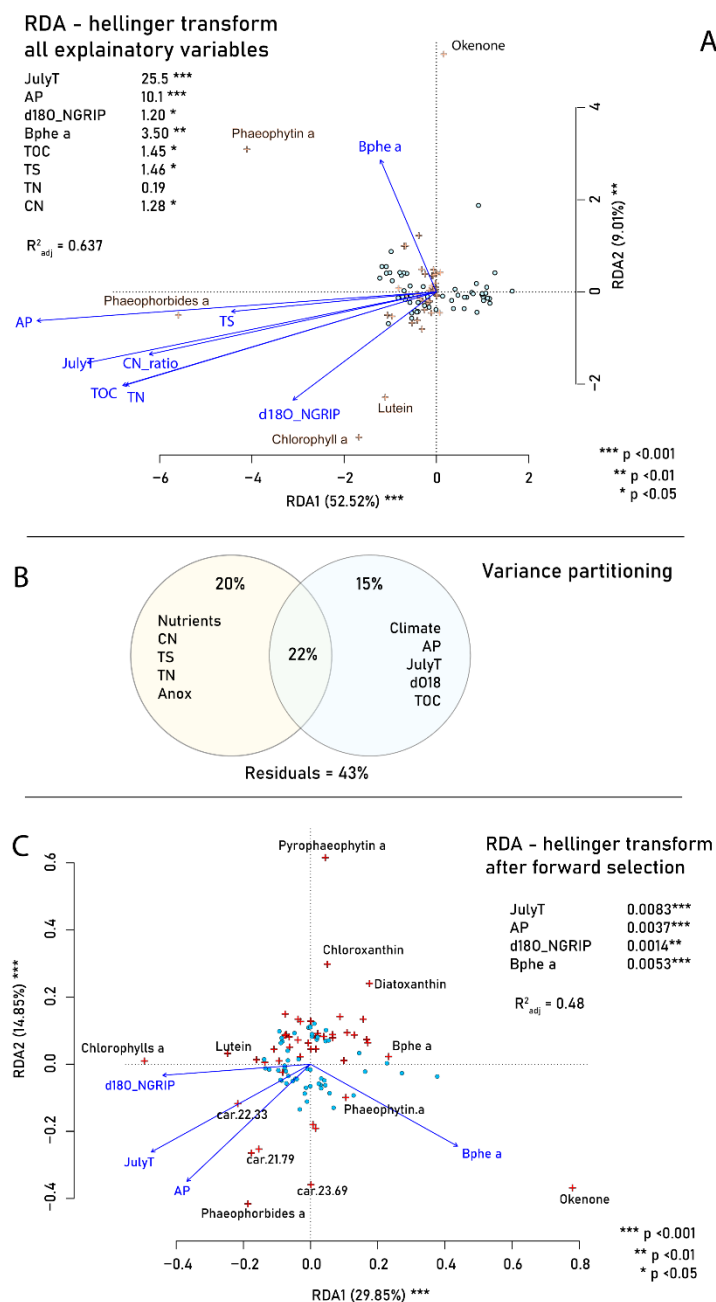 RDA - hellinger transform
all explainatory variables
A
JulyT 25.5 ***
AP 10.1 ***
d18O_NGRIP 1.20 *
Bphe a 3.50 **
TOC 1.45 *
TS 1.46 *
TN 0.19
CN 1.28 *
R²adj = 0.637
Okenone
Phaeophytin a
Bphe a
Phaeophorbides a
AP
TS
JulyT
CN_ratio
TOC
TN
d18O_NGRIP
Lutein
Chlorophyll a
4
2
0
−2
RDA2 (9.01%) **
−6 −4 −2 0 2
RDA1 (52.52%) ***
*** p <0.001
** p <0.01
* p <0.05
B
Variance partitioning
20%
15%
22%
Nutrients
CN
TS
TN
Anox
Climate
AP
JulyT
dO18
TOC
Residuals = 43%
C
RDA - hellinger transform
after forward selection
JulyT 0.0083***
AP 0.0037***
d18O_NGRIP 0.0014**
Bphe a 0.0053***
R²adj = 0.48
Pyrophaeophytin a
Chloroxanthin
Diatoxanthin
Chlorophylls a
Lutein
Bphe a
d18O_NGRIP
car.22,33
Phaeophytin.a
JulyT
car.21.79
Bphe a
AP
car.23.69
Phaeophorbides a
Okenone
0.6
0.4
0.2
0.0
−0.2
−0.4
RDA2 (14.85%) ***
−0.4 −0.2 0.0 0.2 0.4 0.6 0.8
RDA1 (29.85%) ***
*** p <0.001
** p <0.01
* p <0.05